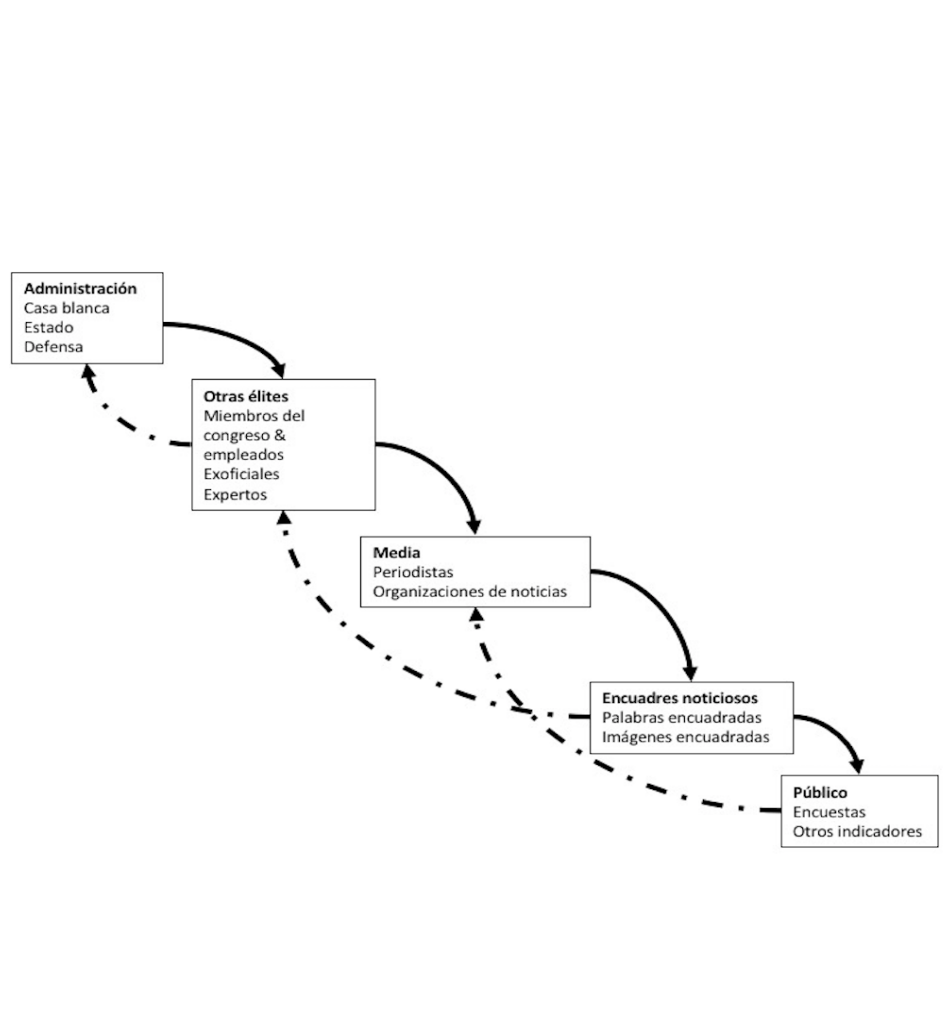 Administración
Casa blanca
Estado
Defensa
Otras élites
Miembros del
congreso &
empleados
Exoficiales
Expertos
Media
Periodistas
Organizaciones de noticias
Encuadres noticiosos
Palabras encuadradas
Imágenes encuadradas
Público
Encuestas
Otros indicadores